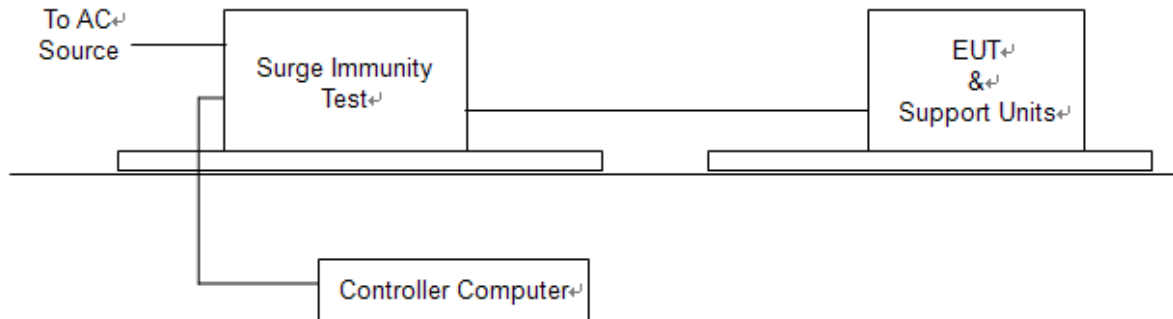 To AC↵
Source
Surge Immunity
Test↵
EUT↵
&↵
Support Units↵
Controller Computer↵